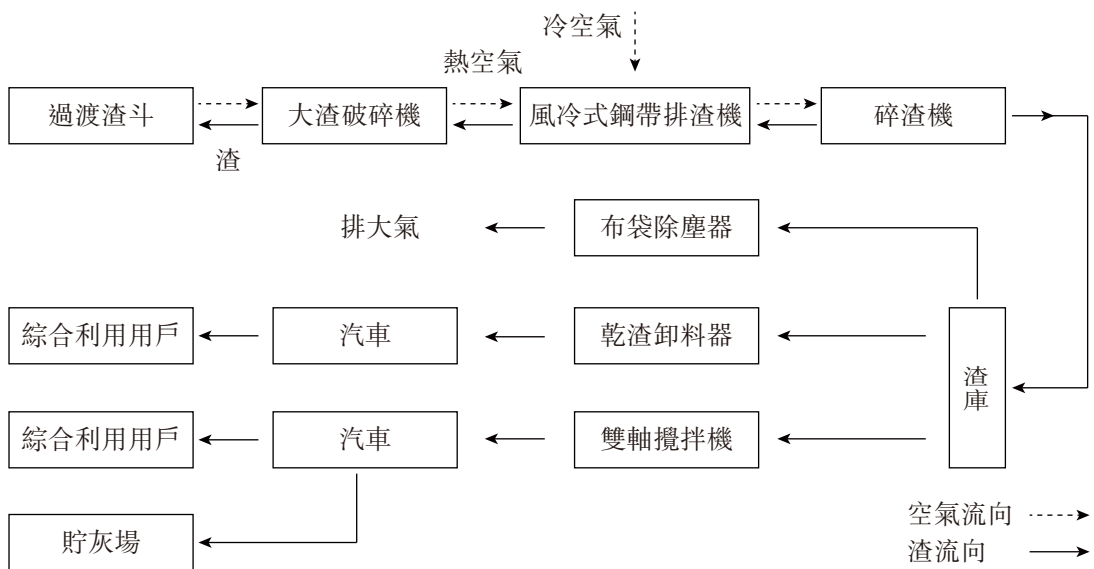 冷空氣
熱空氣
過渡渣斗
大渣破碎機
風冷式鋼帶排渣機
碎渣機
渣
排大氣
布袋除塵器
綜合利用用戶
汽車
乾渣卸料器
渣庫
綜合利用用戶
汽車
雙軸攪拌機
貯灰場
空氣流向
渣流向